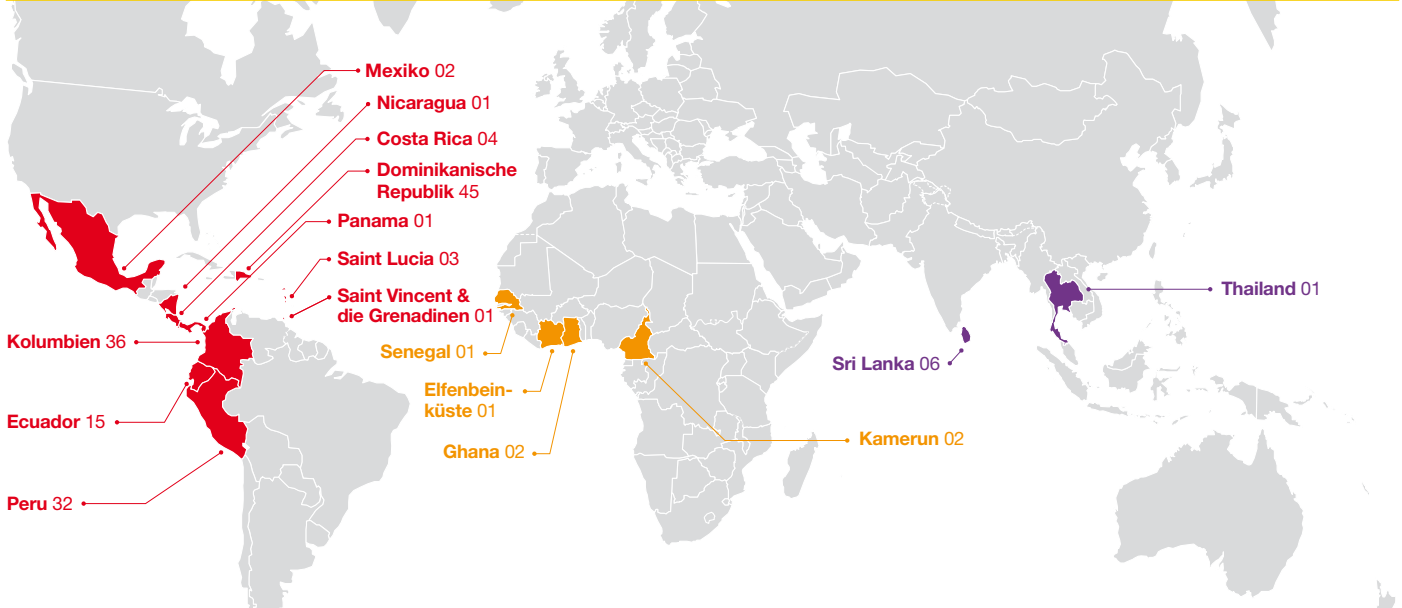 Mexiko 02
Nicaragua 01
Costa Rica 04
Dominikanische
Republik 45
Panama 01
Saint Lucia 03
Saint Vincent &
die Grenadinen 01
Kolumbien 36
Ecuador 15
Peru 32
Senegal 01
Elfenbein-
küste 01
Ghana 02
Kamerun 02
Sri Lanka 06
Thailand 01